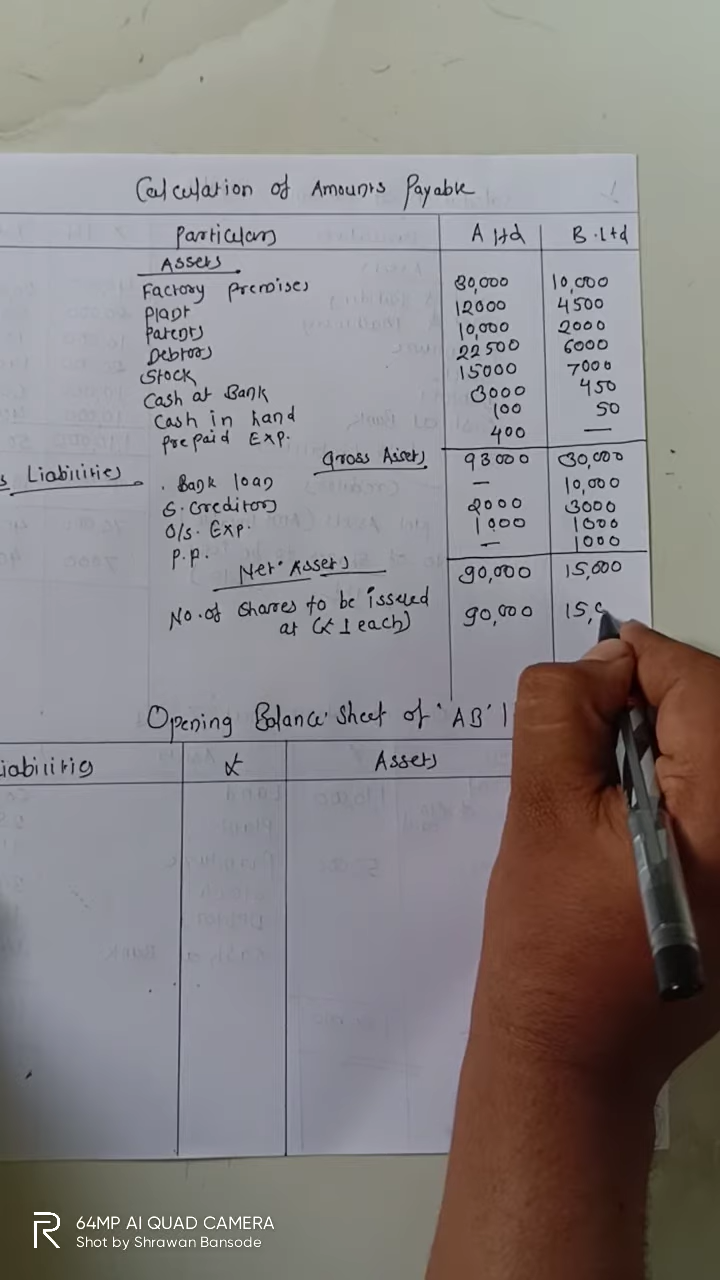 Calculation of Amounts Payable
Particulars A ltd B. ltd
Assets
Factory premises 30,000 10,000
Plant 12000 4500
Patents 10,000 2000
Debtors 22500 6000
Stock 15000 7000
Cash at Bank 3000 450
Cash in hand 100 50
Prepaid Exp. 400 —
Gross Assets 93000 30,000
s Liabilities
. Bank loan — 10,000
S. Creditors 2000 3000
O/s. Exp. 1000 1000
P.P. — 1000
Net Assets 90,000 15,000
No. of shares to be issued
at (₹ 1 each) 90,000 15,0
Opening Balance Sheet of 'AB' l
iabilities ₹ Assets
64MP AI QUAD CAMERA
Shot by Shrawan Bansode